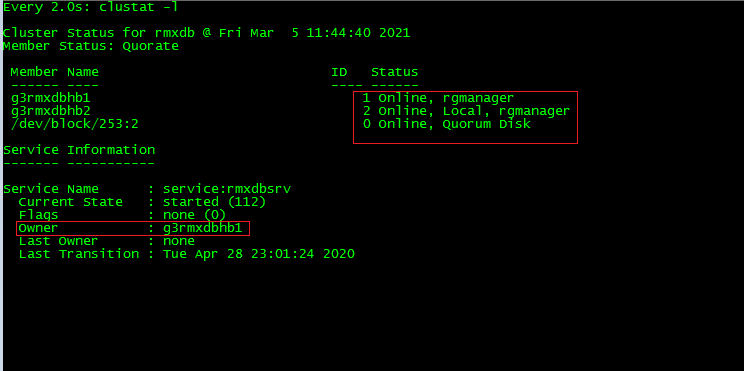 Every 2.0s: clustat -l
Cluster Status for rmxdb @ Fri Mar  5 11:44:40 2021
Member Status: Quorate
Member Name                             ID   Status
------ ----                             ---- ------
g3rmxdbhb1                                 1 Online, rgmanager
g3rmxdbhb2                                 2 Online, Local, rgmanager
/dev/block/253:2                           0 Online, Quorum Disk
Service Information
------- -----------
Service Name      : service:rmxdbsrv
Current State   : started (112)
Flags           : none (0)
Owner           : g3rmxdbhb1
Last Owner      : none
Last Transition : Tue Apr 28 23:01:24 2020